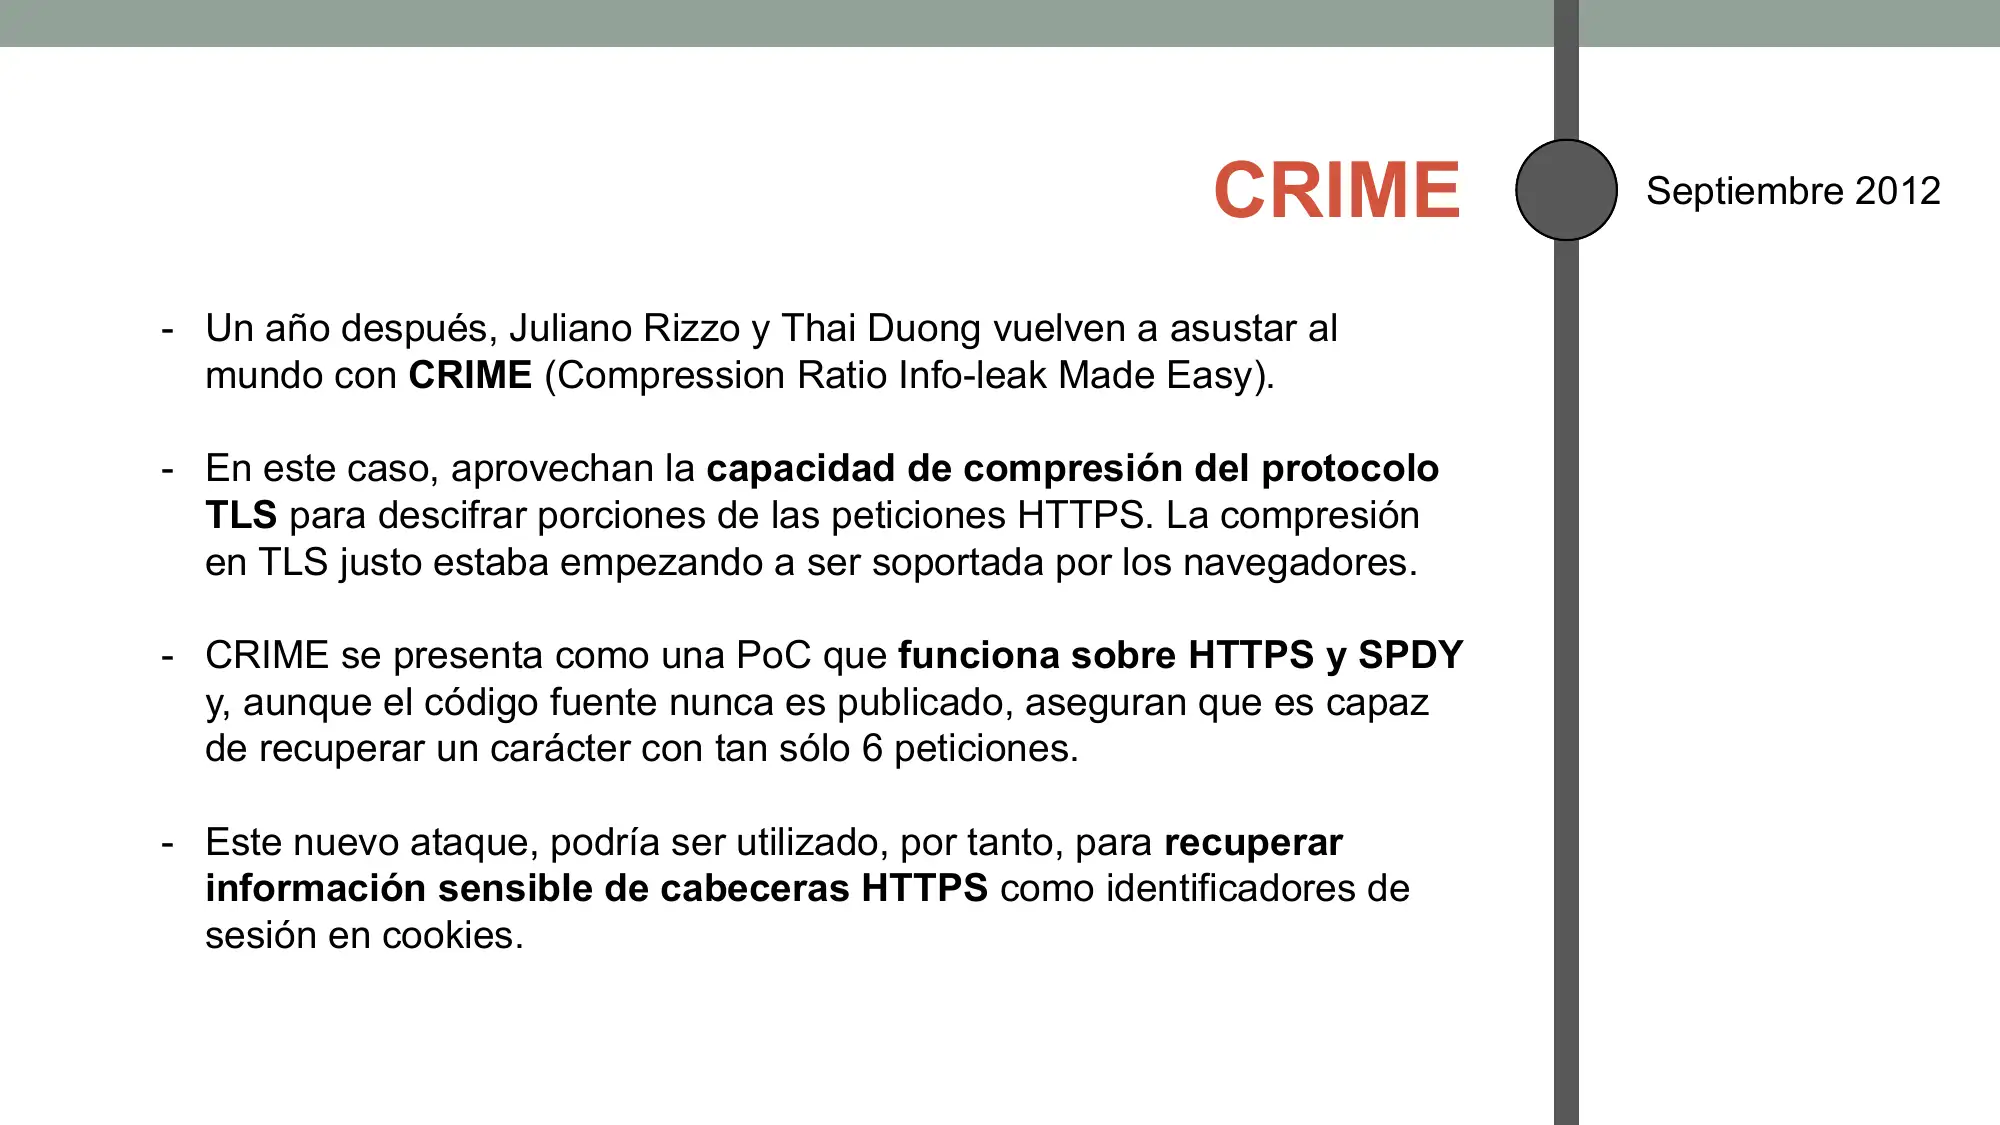 CRIME
Septiembre 2012
- Un año después, Juliano Rizzo y Thai Duong vuelven a asustar al
mundo con CRIME (Compression Ratio Info-leak Made Easy).
- En este caso, aprovechan la capacidad de compresión del protocolo
TLS para descifrar porciones de las peticiones HTTPS. La compresión
en TLS justo estaba empezando a ser soportada por los navegadores.
- CRIME se presenta como una PoC que funciona sobre HTTPS y SPDY
y, aunque el código fuente nunca es publicado, aseguran que es capaz
de recuperar un carácter con tan sólo 6 peticiones.
- Este nuevo ataque, podría ser utilizado, por tanto, para recuperar
información sensible de cabeceras HTTPS como identificadores de
sesión en cookies.